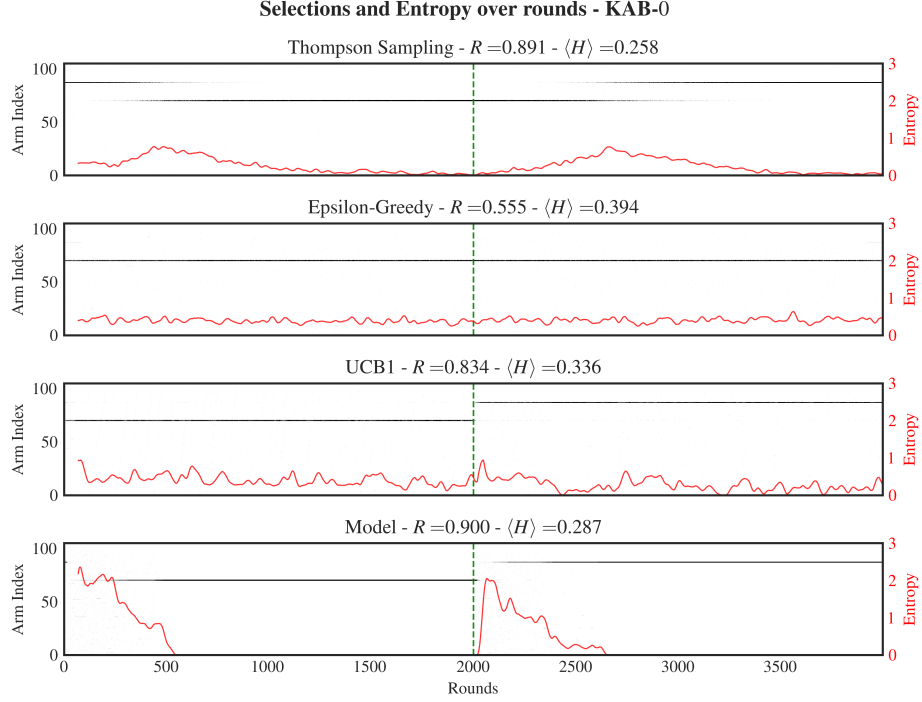 Selections and Entropy over rounds - KAB-0
Thompson Sampling - R =0.891 - ⟨H⟩ =0.258
100
50
0
Arm Index
3
2
1
0
Entropy
Epsilon-Greedy - R =0.555 - ⟨H⟩ =0.394
100
50
0
Arm Index
3
2
1
0
Entropy
UCB1 - R =0.834 - ⟨H⟩ =0.336
100
50
0
Arm Index
3
2
1
0
Entropy
Model - R =0.900 - ⟨H⟩ =0.287
100
50
0
Arm Index
3
2
1
0
Entropy
0 500 1000 1500 2000 2500 3000 3500
Rounds